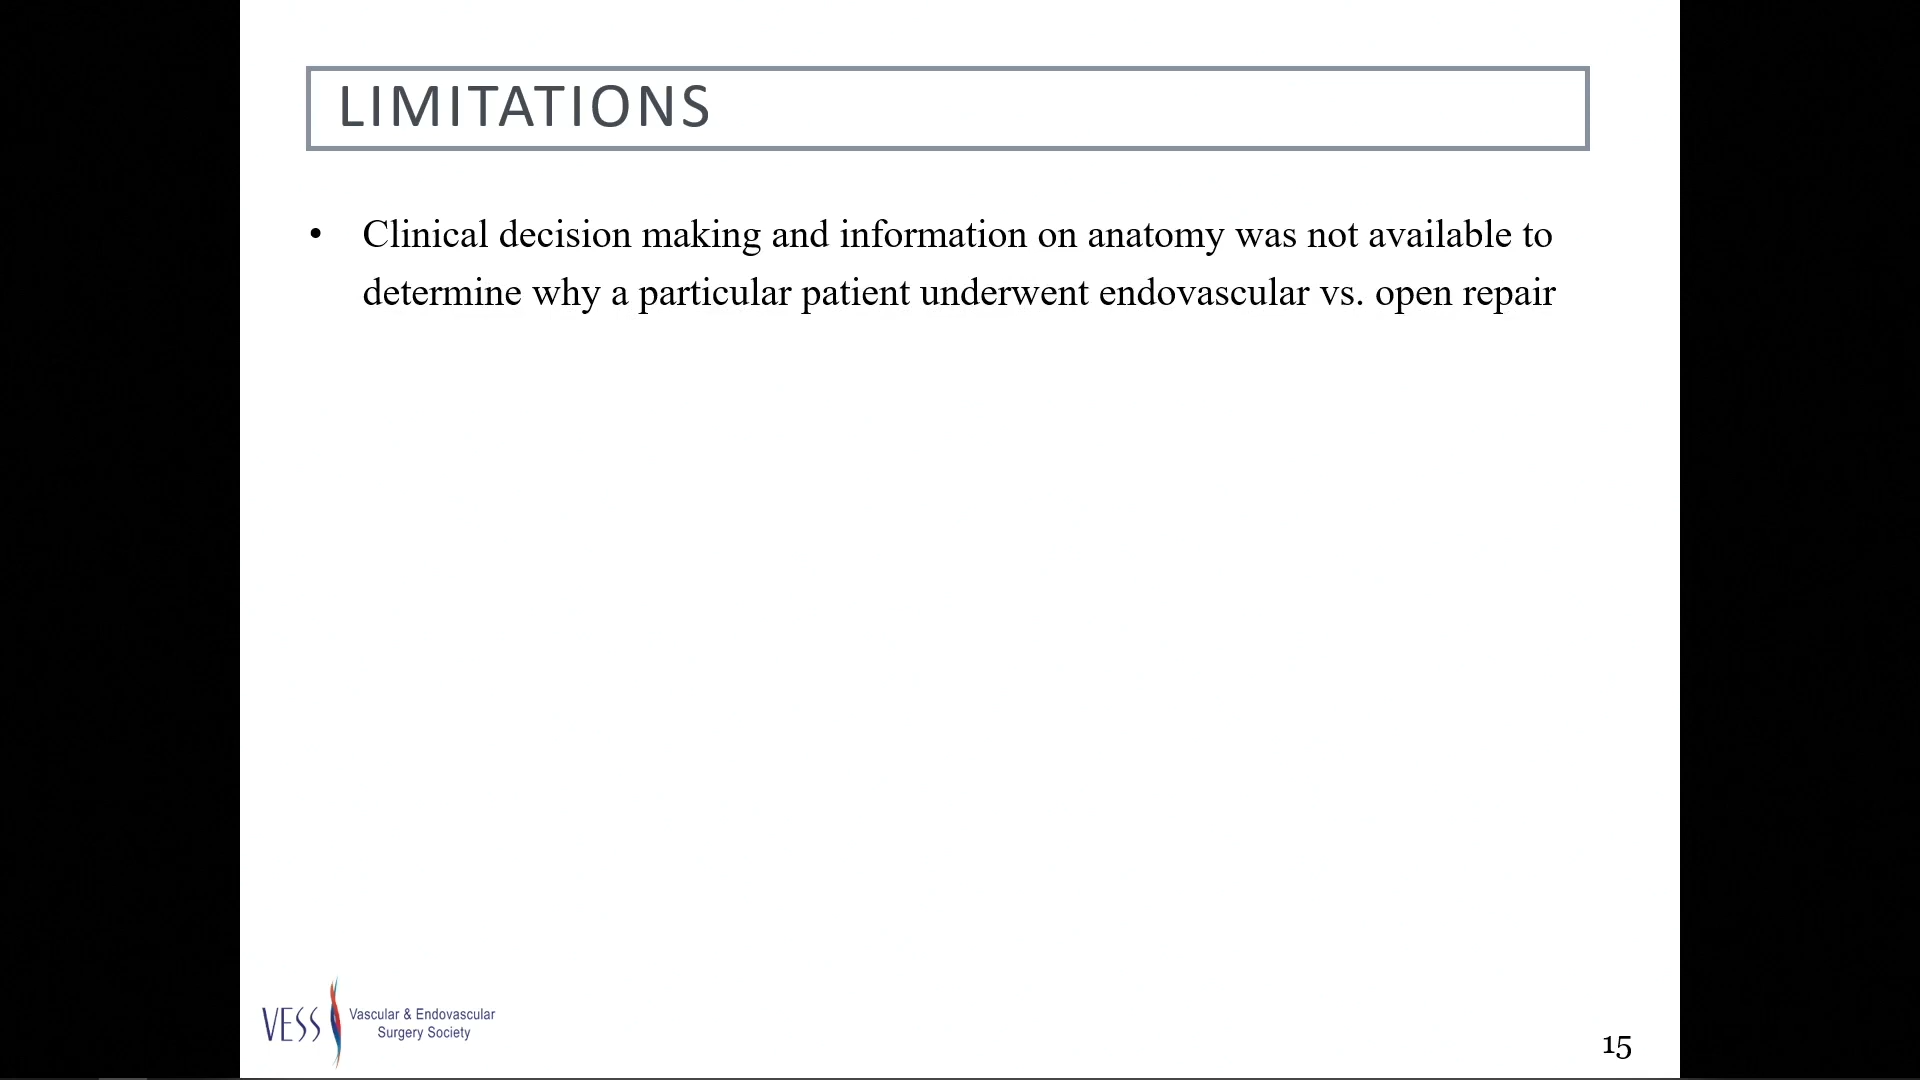 LIMITATIONS
• Clinical decision making and information on anatomy was not available to
determine why a particular patient underwent endovascular vs. open repair
VESS
Vascular & Endovascular
Surgery Society
15